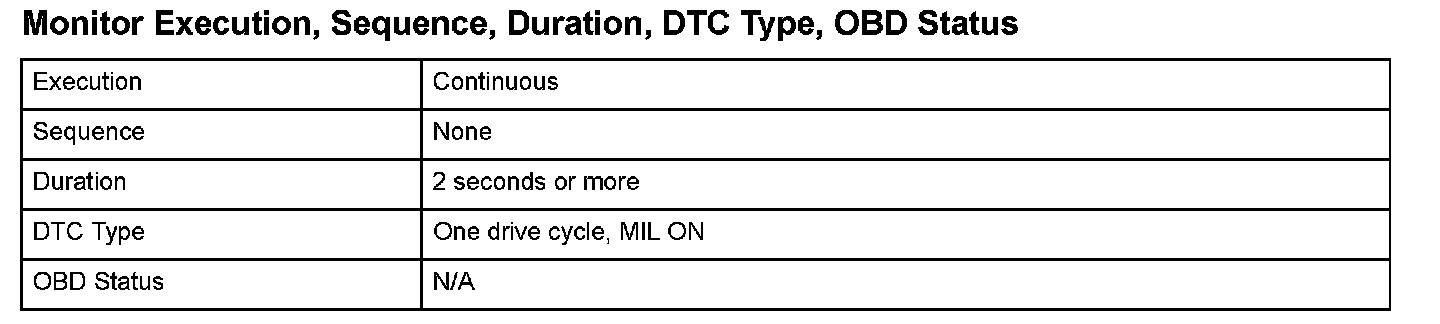 Monitor Execution, Sequence, Duration, DTC Type, OBD Status
Execution Continuous
Sequence None
Duration 2 seconds or more
DTC Type One drive cycle, MIL ON
OBD Status N/A